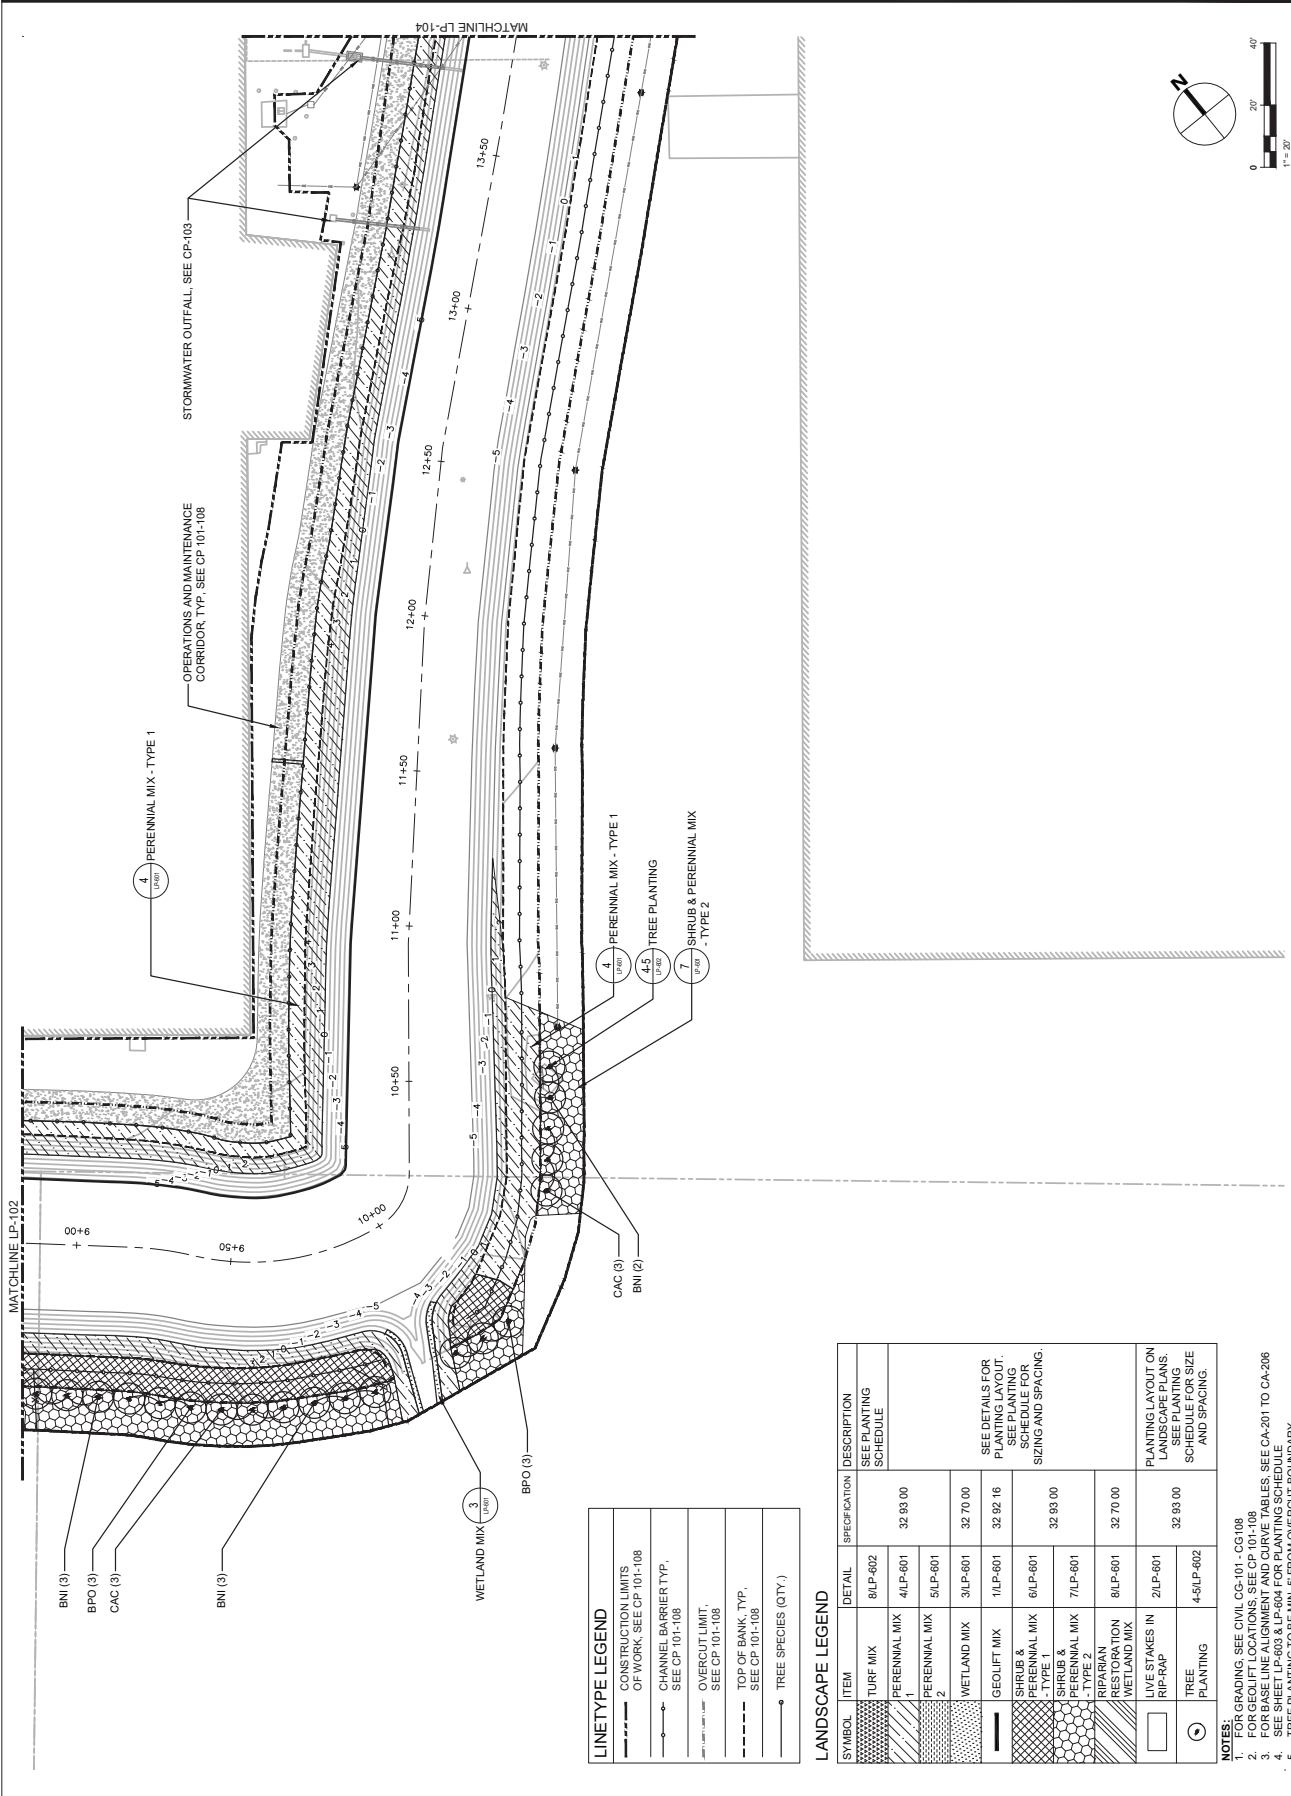 MATCHLINE LP-104
MATCHLINE LP-102
STORMWATER OUTFALL, SEE CP-103
OPERATIONS AND MAINTENANCE
CORRIDOR, TYP, SEE CP 101-108
4
LP-601
PERENNIAL MIX - TYPE 1
4
LP-601
PERENNIAL MIX - TYPE 1
4-5
LP-602
TREE PLANTING
7
LP-601
SHRUB & PERENNIAL MIX
- TYPE 2
CAC (3)
BNI (2)
BPO (3)
3
LP-601
WETLAND MIX
BNI (3)
BPO (3)
CAC (3)
BNI (3)
9+00
9+50
10+00
10+50
11+00
11+50
12+00
12+50
13+00
13+50
N
0
20'
40'
1" = 20'
LINETYPE LEGEND
CONSTRUCTION LIMITS
OF WORK, SEE CP 101-108
CHANNEL BARRIER TYP,
SEE CP 101-108
OVERCUT LIMIT,
SEE CP 101-108
TOP OF BANK, TYP,
SEE CP 101-108
TREE SPECIES (QTY.)
LANDSCAPE LEGEND
SYMBOL ITEM DETAIL SPECIFICATION DESCRIPTION
TURF MIX 8/LP-602 SEE PLANTING
SCHEDULE
PERENNIAL MIX
1 4/LP-601 32 93 00
PERENNIAL MIX
2 5/LP-601
WETLAND MIX 3/LP-601 32 70 00
GEOLIFT MIX 1/LP-601 32 92 16
SEE DETAILS FOR
PLANTING LAYOUT.
SEE PLANTING
SCHEDULE FOR
SIZING AND SPACING.
SHRUB &
PERENNIAL MIX
- TYPE 1 6/LP-601 32 93 00
SHRUB &
PERENNIAL MIX
- TYPE 2 7/LP-601
RIPARIAN
RESTORATION
WETLAND MIX 8/LP-601 32 70 00
LIVE STAKES IN
RIP-RAP 2/LP-601 32 93 00
PLANTING LAYOUT ON
LANDSCAPE PLANS.
SEE PLANTING
SCHEDULE FOR SIZE
AND SPACING.
TREE
PLANTING 4-5/LP-602
NOTES:
1. FOR GRADING, SEE CIVIL CG-101 - CG108
2. FOR GEOLIFT LOCATIONS, SEE CP 101-108
3. FOR BASE LINE ALIGNMENT AND CURVE TABLES, SEE CA-201 TO CA-206
4. SEE SHEET LP-603 & LP-604 FOR PLANTING SCHEDULE
5. TREE PLANTING TO BE MIN. 5' FROM OVERCUT BOUNDARY